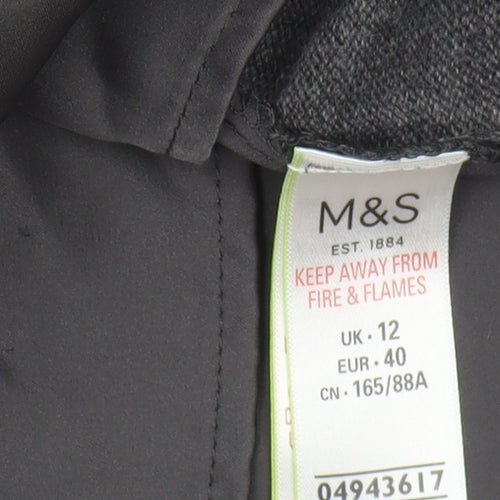 M&S
EST. 1884
KEEP AWAY FROM
FIRE & FLAMES
UK · 12
EUR · 40
CN · 165/88A
04943617